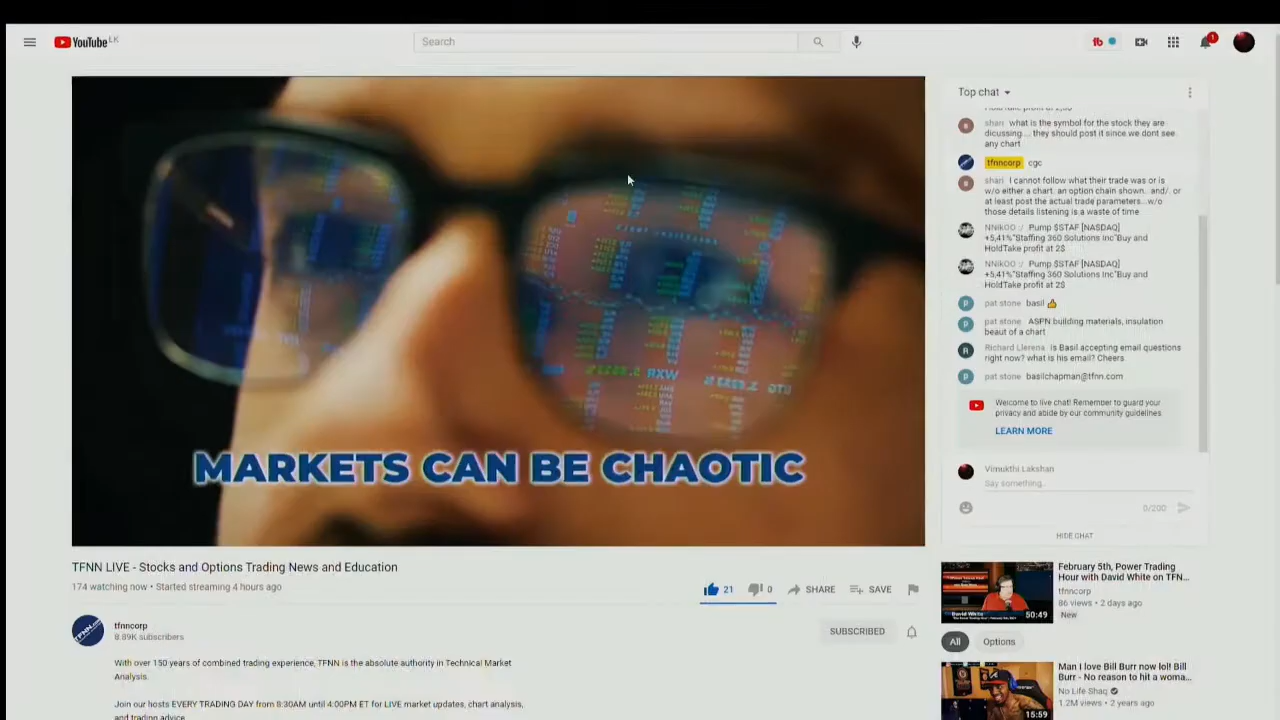 YouTube LK
Search
1
MARKETS CAN BE CHAOTIC
RXW
TFNN LIVE - Stocks and Options Trading News and Education
174 watching now • Started streaming 4 hours ago
21
0
SHARE
SAVE
tfnncorp
8.89K subscribers
SUBSCRIBED
With over 150 years of combined trading experience, TFNN is the absolute authority in Technical Market
Analysis.
Join our hosts EVERY TRADING DAY from 8:30AM until 4:00PM ET for LIVE market updates, chart analysis,
and trading advice
Top chat
shari what is the symbol for the stock they are
dicussing.... they should post it since we dont see
any chart
tfnncorp cgc
shari I cannot follow what their trade was or is
w/o either a chart. an option chain shown. and/. or
at least post the actual trade parameters...w/o
those details listening is a waste of time
NNikOO :/ Pump $STAF [NASDAQ]
+5,41%"Staffing 360 Solutions Inc"Buy and
HoldTake profit at 2$
NNikOO :/ Pump $STAF [NASDAQ]
+5,41%"Staffing 360 Solutions Inc"Buy and
HoldTake profit at 2$
pat stone basil 👍
pat stone ASPN building materials, insulation
beaut of a chart
Richard Llerena Is Basil accepting email questions
right now? what is his email? Cheers
pat stone basilchapman@tfnn.com
Welcome to live chat! Remember to guard your
privacy and abide by our community guidelines.
LEARN MORE
Vimukthi Lakshan
Say something...
0/200
HIDE CHAT
David White
50:49
February 5th, Power Trading
Hour with David White on TFN...
tfnncorp
86 views • 2 days ago
New
All
Options
15:59
Man I love Bill Burr now lol! Bill
Burr - No reason to hit a woma...
No Life Shaq
1.2M views • 2 years ago